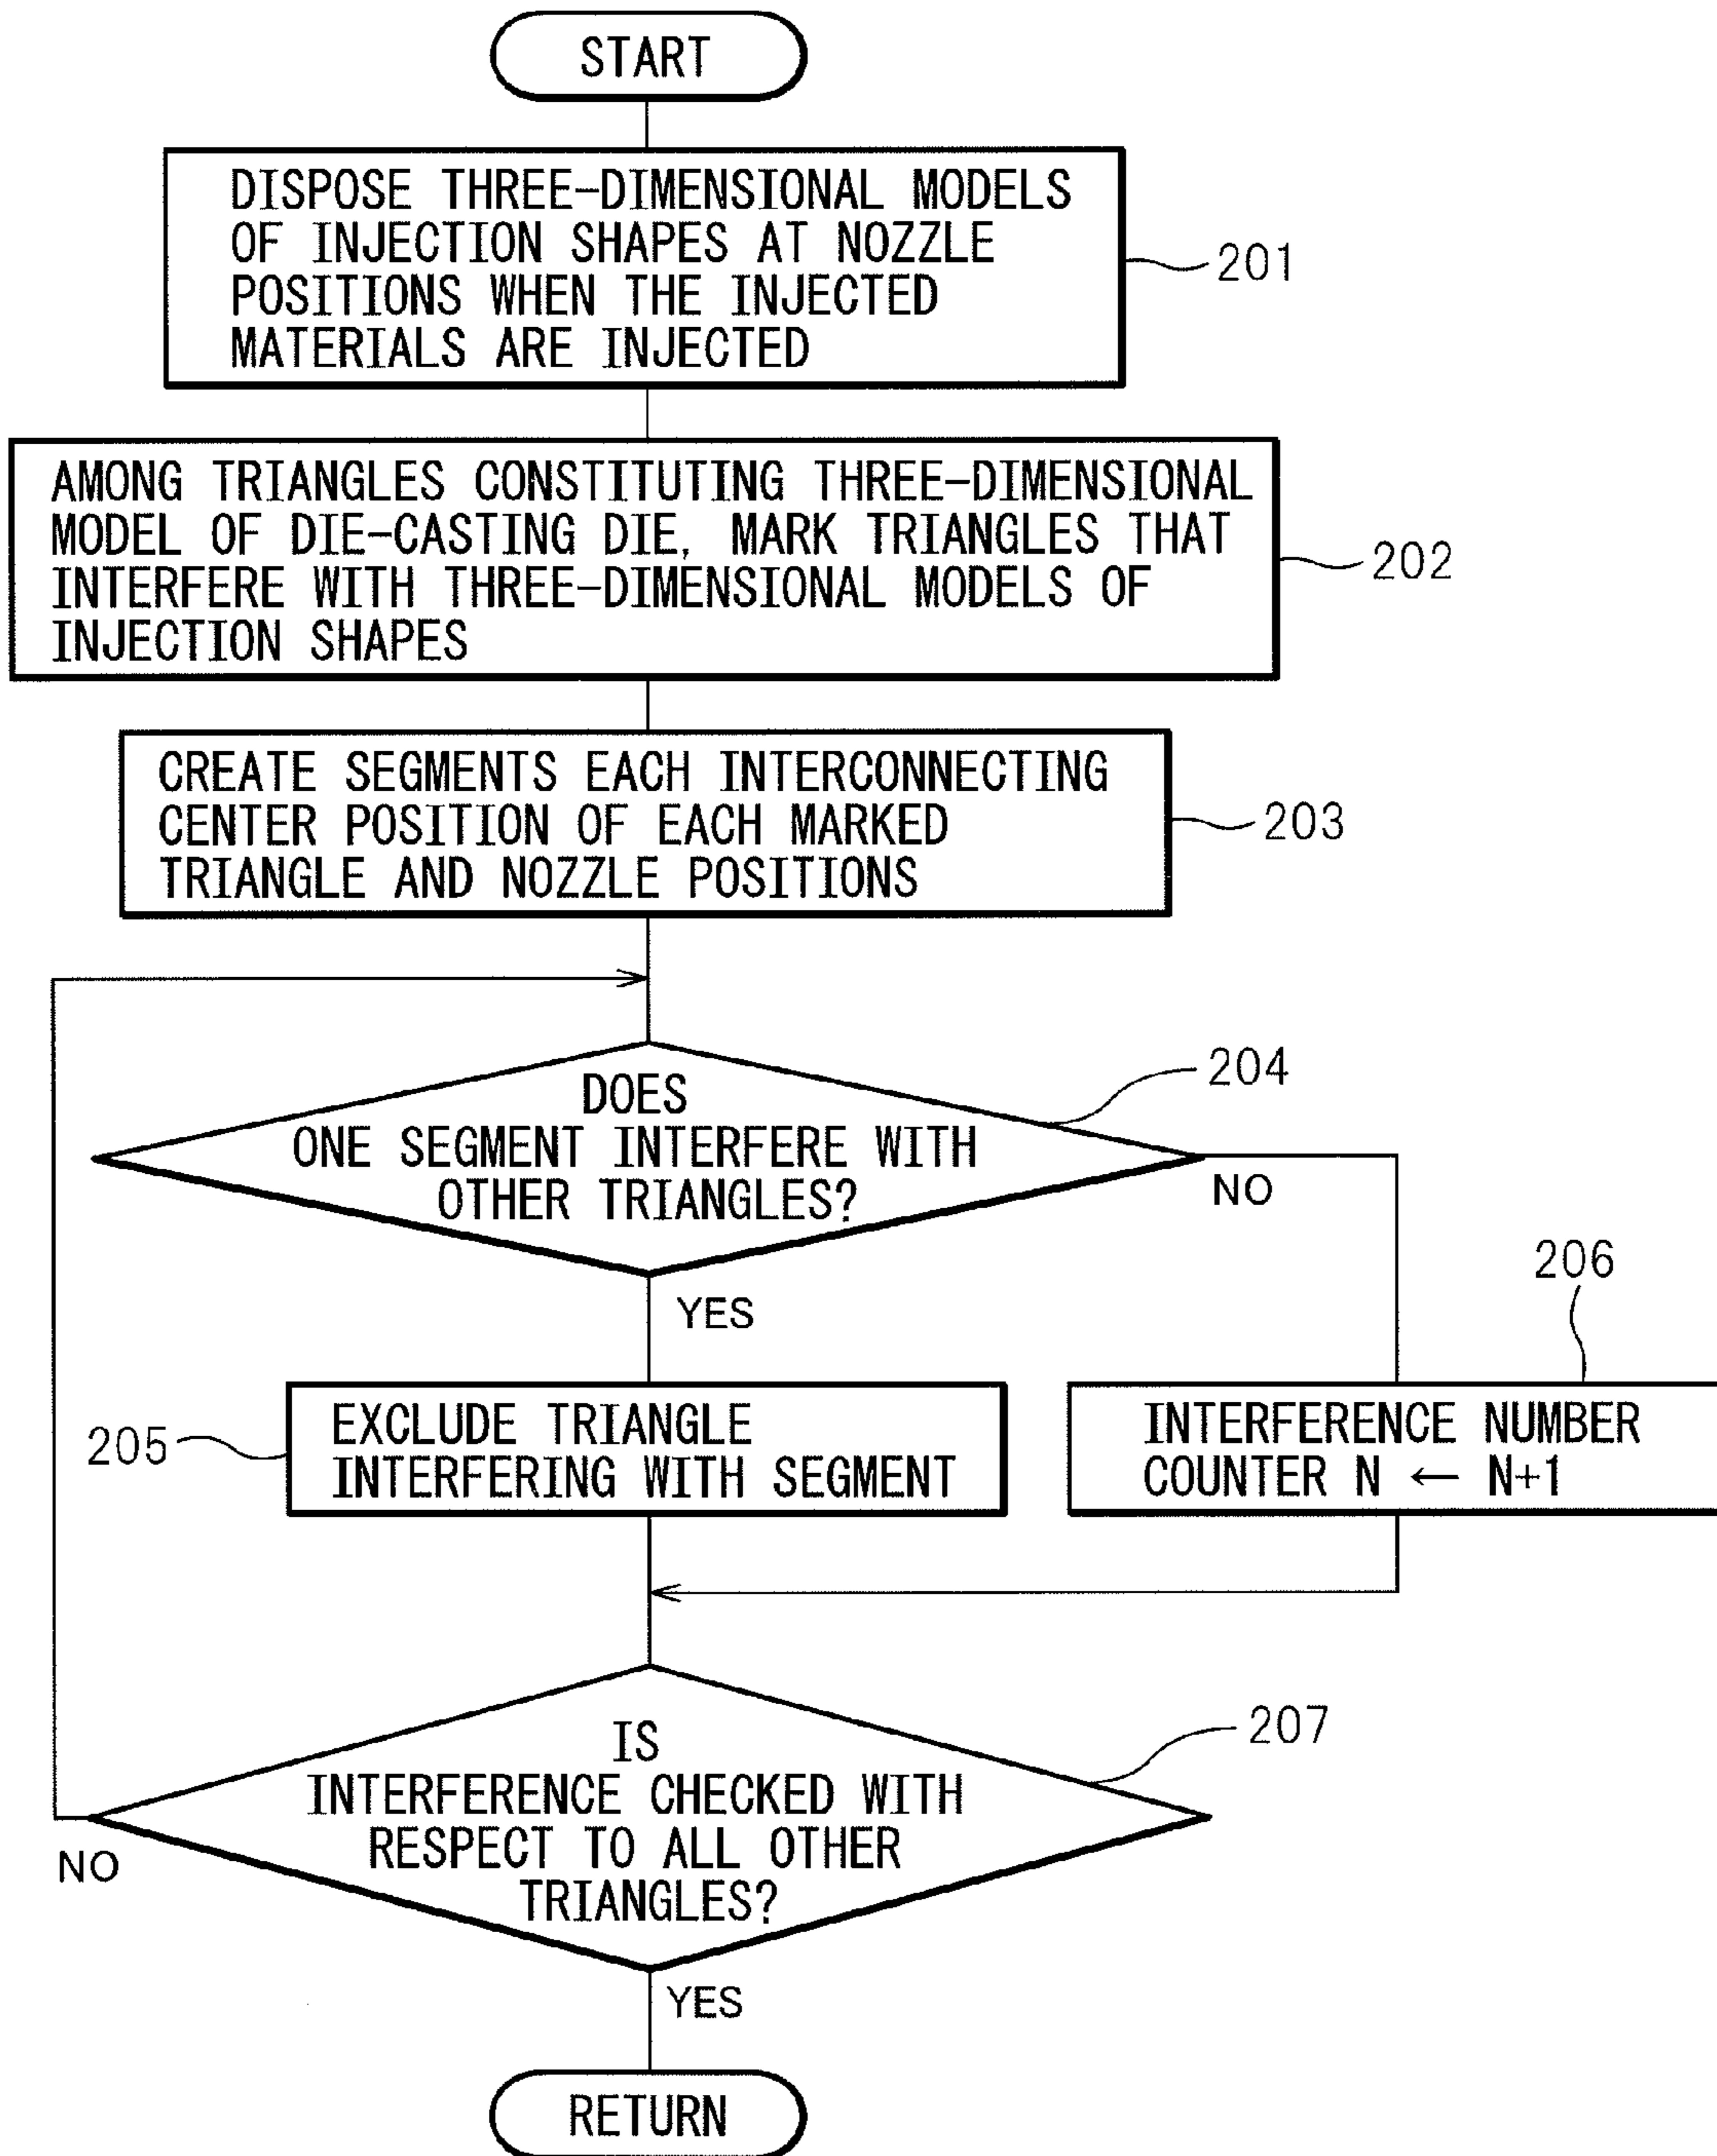 START
DISPOSE THREE-DIMENSIONAL MODELS
OF INJECTION SHAPES AT NOZZLE
POSITIONS WHEN THE INJECTED
MATERIALS ARE INJECTED
201
AMONG TRIANGLES CONSTITUTING THREE-DIMENSIONAL
MODEL OF DIE-CASTING DIE, MARK TRIANGLES THAT
INTERFERE WITH THREE-DIMENSIONAL MODELS OF
INJECTION SHAPES
202
CREATE SEGMENTS EACH INTERCONNECTING
CENTER POSITION OF EACH MARKED
TRIANGLE AND NOZZLE POSITIONS
203
DOES
ONE SEGMENT INTERFERE WITH
OTHER TRIANGLES?
204
NO
YES
206
205
EXCLUDE TRIANGLE
INTERFERING WITH SEGMENT
INTERFERENCE NUMBER
COUNTER N ← N+1
IS
INTERFERENCE CHECKED WITH
RESPECT TO ALL OTHER
TRIANGLES?
207
NO
YES
RETURN